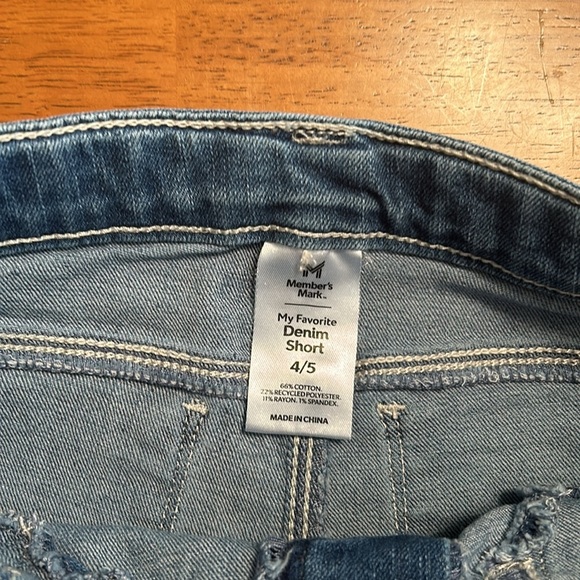 M
Member's
Mark™
My Favorite
Denim
Short
4/5
66% COTTON.
22% RECYCLED POLYESTER.
11% RAYON. 1% SPANDEX.
MADE IN CHINA